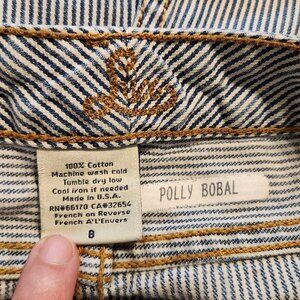 100% Cotton
Machine wash cold
Tumble dry low
Cool iron if needed
Made in U.S.A.
RN#66170 CA#32654
French on Reverse
French A L'Envers
8
POLLY BOBAL